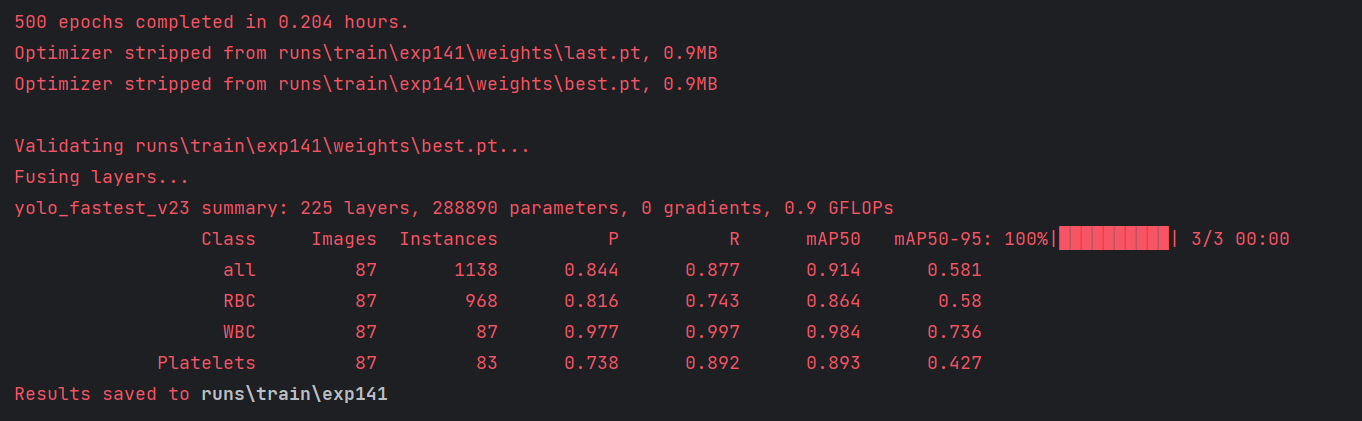 500 epochs completed in 0.204 hours.
Optimizer stripped from runs\train\exp141\weights\last.pt, 0.9MB
Optimizer stripped from runs\train\exp141\weights\best.pt, 0.9MB
Validating runs\train\exp141\weights\best.pt...
Fusing layers...
yolo_fastest_v23 summary: 225 layers, 288890 parameters, 0 gradients, 0.9 GFLOPs
Class Images Instances P R mAP50 mAP50-95: 100%|██████████| 3/3 00:00
all 87 1138 0.844 0.877 0.914 0.581
RBC 87 968 0.816 0.743 0.864 0.58
WBC 87 87 0.977 0.997 0.984 0.736
Platelets 87 83 0.738 0.892 0.893 0.427
Results saved to runs\train\exp141